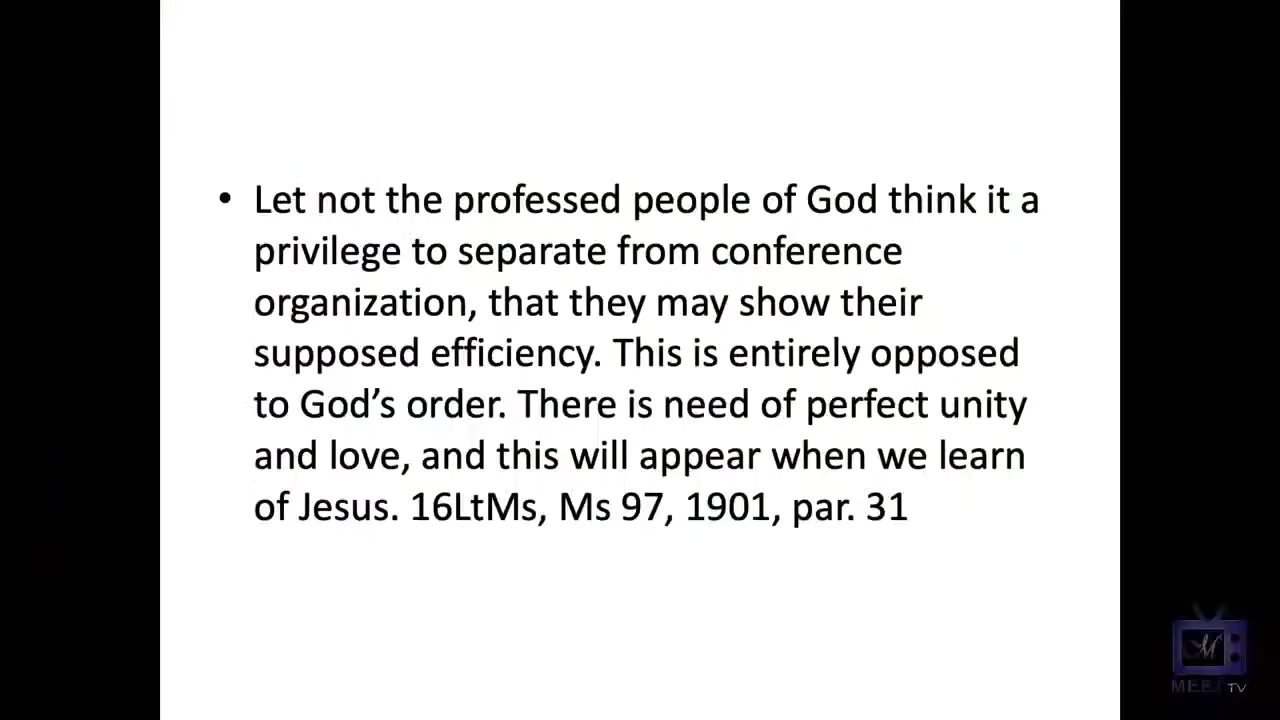 • Let not the professed people of God think it a
privilege to separate from conference
organization, that they may show their
supposed efficiency. This is entirely opposed
to God’s order. There is need of perfect unity
and love, and this will appear when we learn
of Jesus. 16LtMs, Ms 97, 1901, par. 31
M
TV